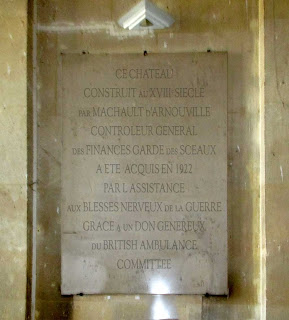 CE CHATEAU
CONSTRUIT AU XVIII SIECLE
PAR MACHAULT D'ARNOUVILLE
CONTROLEUR GENERAL
DES FINANCES GARDE DES SCEAUX
A ETE ACQUIS EN 1922
PAR L'ASSISTANCE
AUX BLESSES NERVEUX DE LA GUERRE
GRACE A UN DON GENEREUX
DU BRITISH AMBULANCE
COMMITTEE